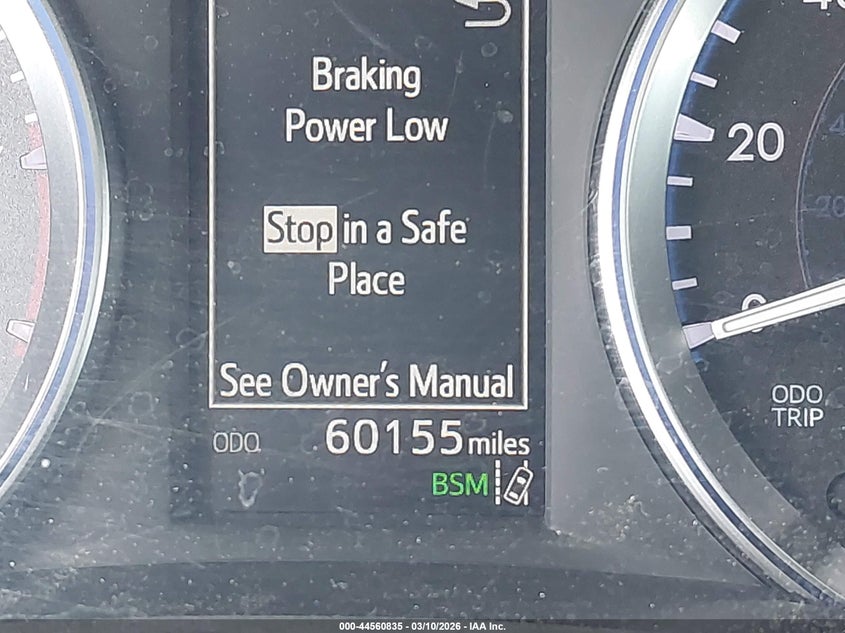 Braking
Power Low
Stop in a Safe
Place
See Owner's Manual
ODO 60155 miles
BSM
20
0
ODO
TRIP
000-44560835 - 03/10/2026 - IAA Inc.